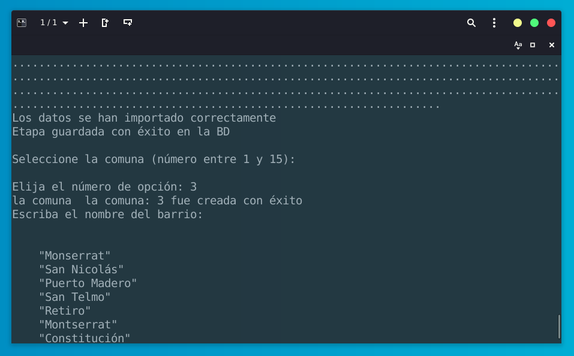 1 / 1
Aa
................................................................................
................................................................................
................................................................................
..............................................................
Los datos se han importado correctamente
Etapa guardada con éxito en la BD
Seleccione la comuna (número entre 1 y 15):
Elija el número de opción: 3
la comuna  la comuna: 3 fue creada con éxito
Escriba el nombre del barrio:
"Monserrat"
"San Nicolás"
"Puerto Madero"
"San Telmo"
"Retiro"
"Montserrat"
"Constitución"